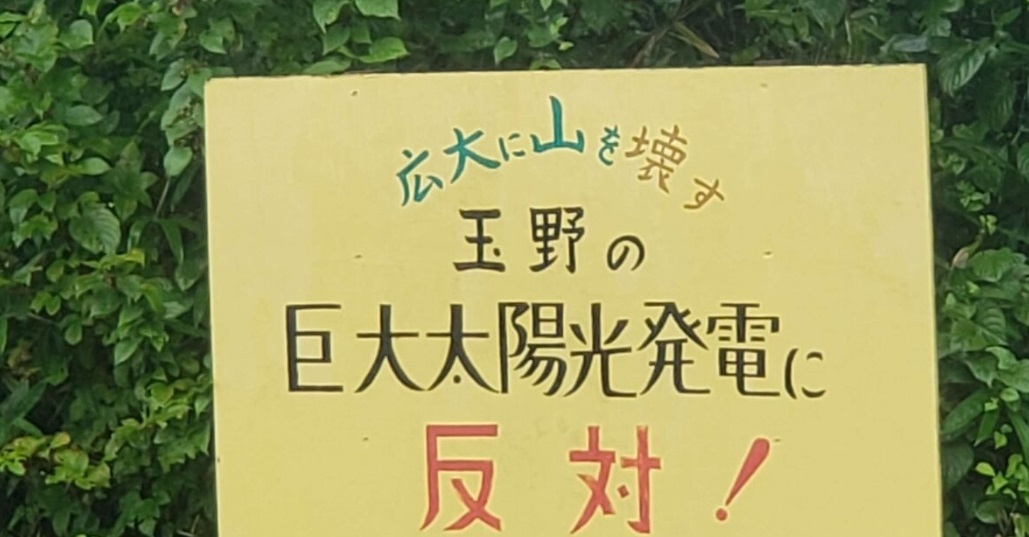 広大に山を壊す
玉野の
巨大太陽光発電に
反対！